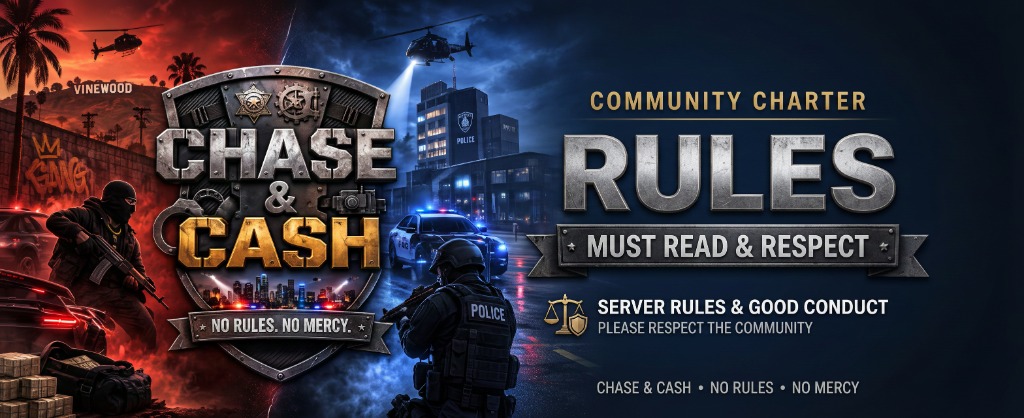 VINEWOOD
GANG
CHASE
&
CASH
NO RULES. NO MERCY.
POLICE
POLICE
COMMUNITY CHARTER
RULES
MUST READ & RESPECT
SERVER RULES & GOOD CONDUCT
PLEASE RESPECT THE COMMUNITY
CHASE & CASH • NO RULES • NO MERCY